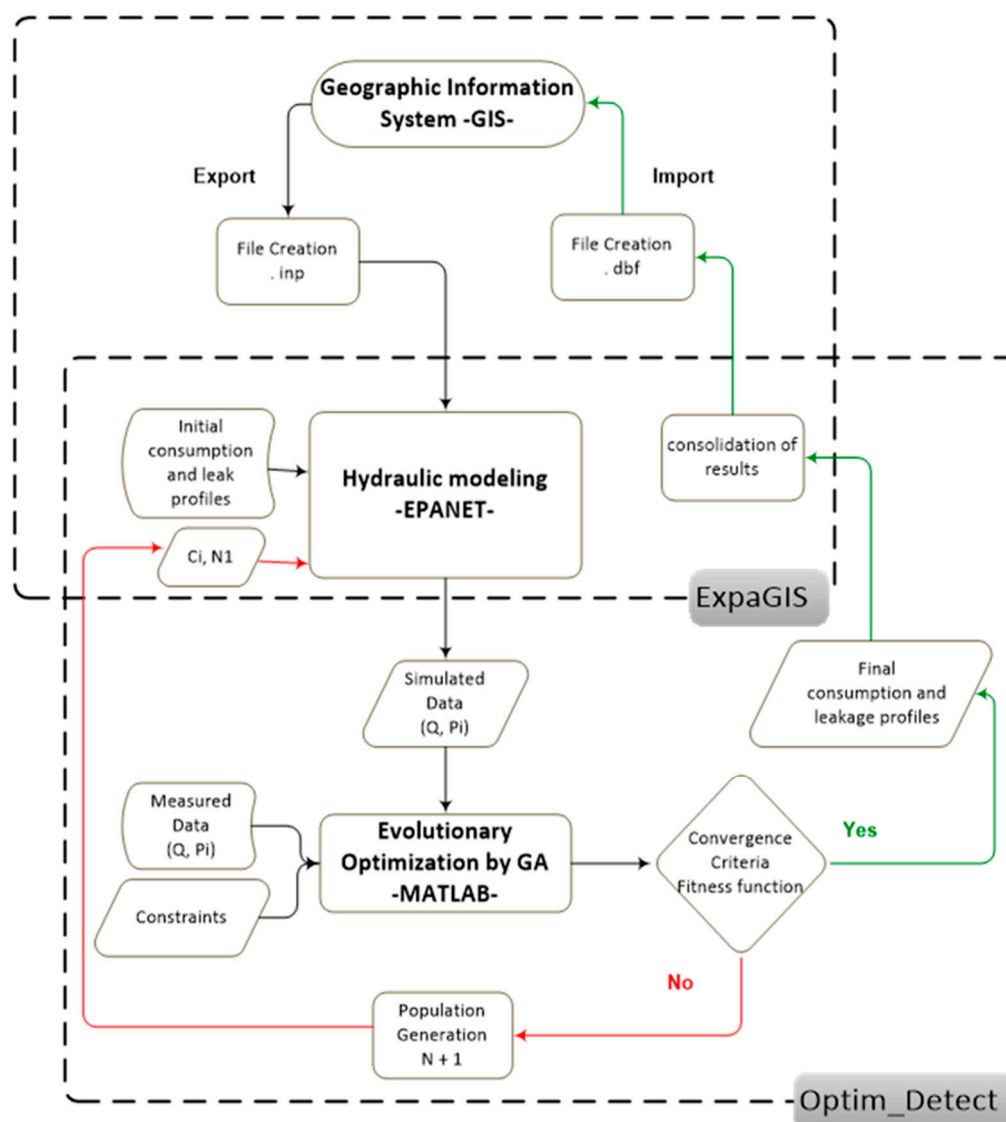 Geographic Information
System -GIS-
Export
Import
File Creation
. inp
File Creation
. dbf
Initial
consumption
and leak
profiles
Hydraulic modeling
-EPANET-
consolidation of
results
Ci, N1
ExpaGIS
Simulated
Data
(Q, Pi)
Final
consumption and
leakage profiles
Measured
Data
(Q, Pi)
Evolutionary
Optimization by GA
-MATLAB-
Convergence
Criteria
Fitness function
Yes
Constraints
No
Population
Generation
N + 1
Optim_Detect